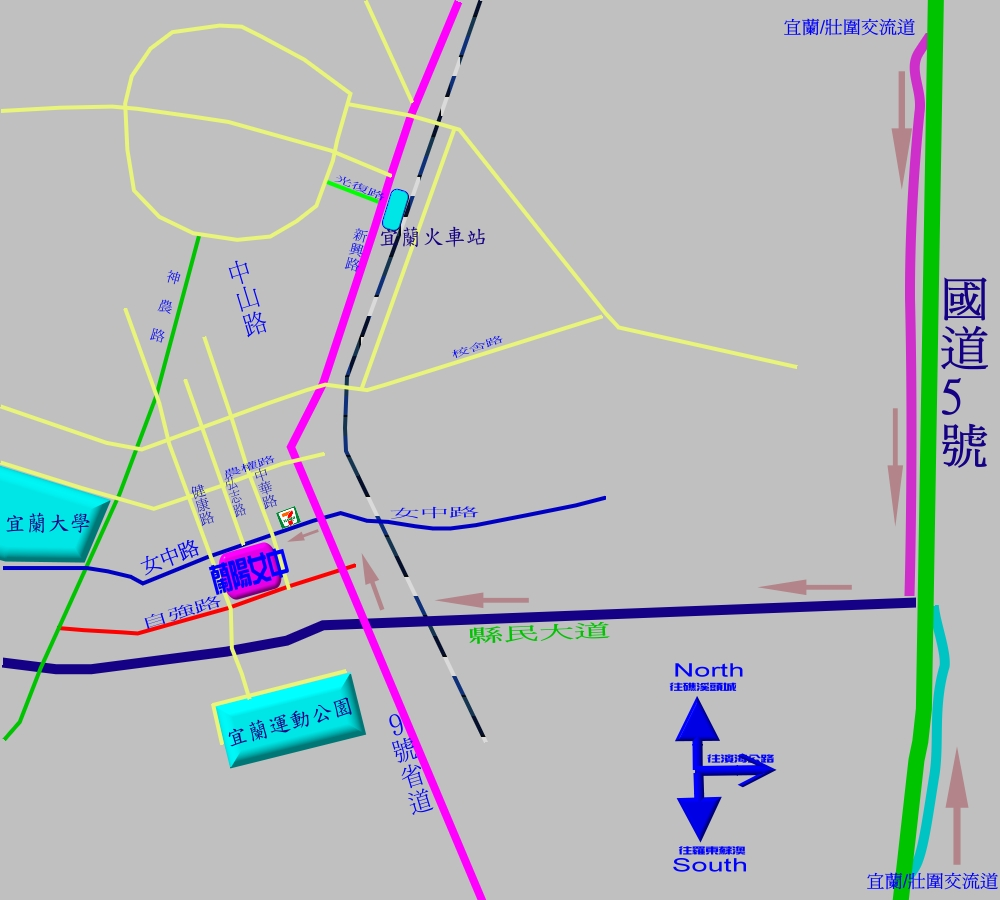 宜蘭/壯圍交流道
光復路
宜蘭火車站
新興路
中山路
神農路
國道5號
校舍路
農權路
中華路
弘志路
健康路
7
宜蘭大學
女中路
女中路
蘭陽女中
自強路
縣民大道
宜蘭運動公園
9號省道
North
往礁溪頭城
往濱海公路
往羅東蘇澳
South
宜蘭/壯圍交流道